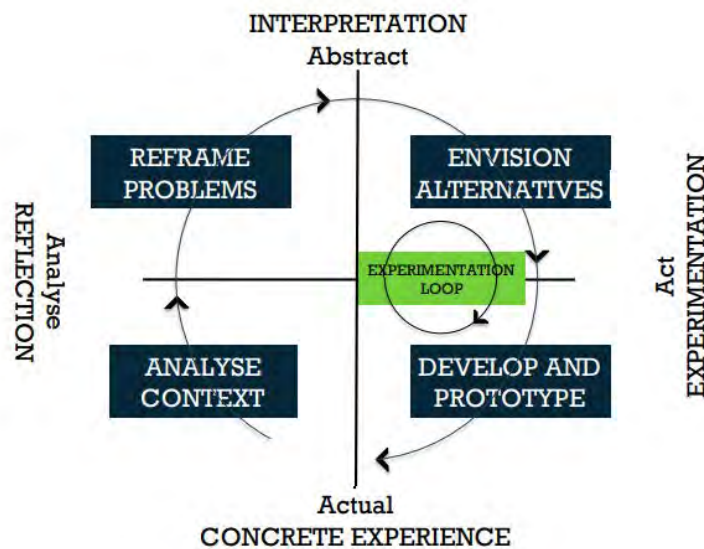 INTERPRETATION
Abstract
REFRAME
PROBLEMS
ENVISION
ALTERNATIVES
Analyse
REFLECTION
EXPERIMENTATION
LOOP
Act
EXPERIMENTATION
ANALYSE
CONTEXT
DEVELOP AND
PROTOTYPE
Actual
CONCRETE EXPERIENCE